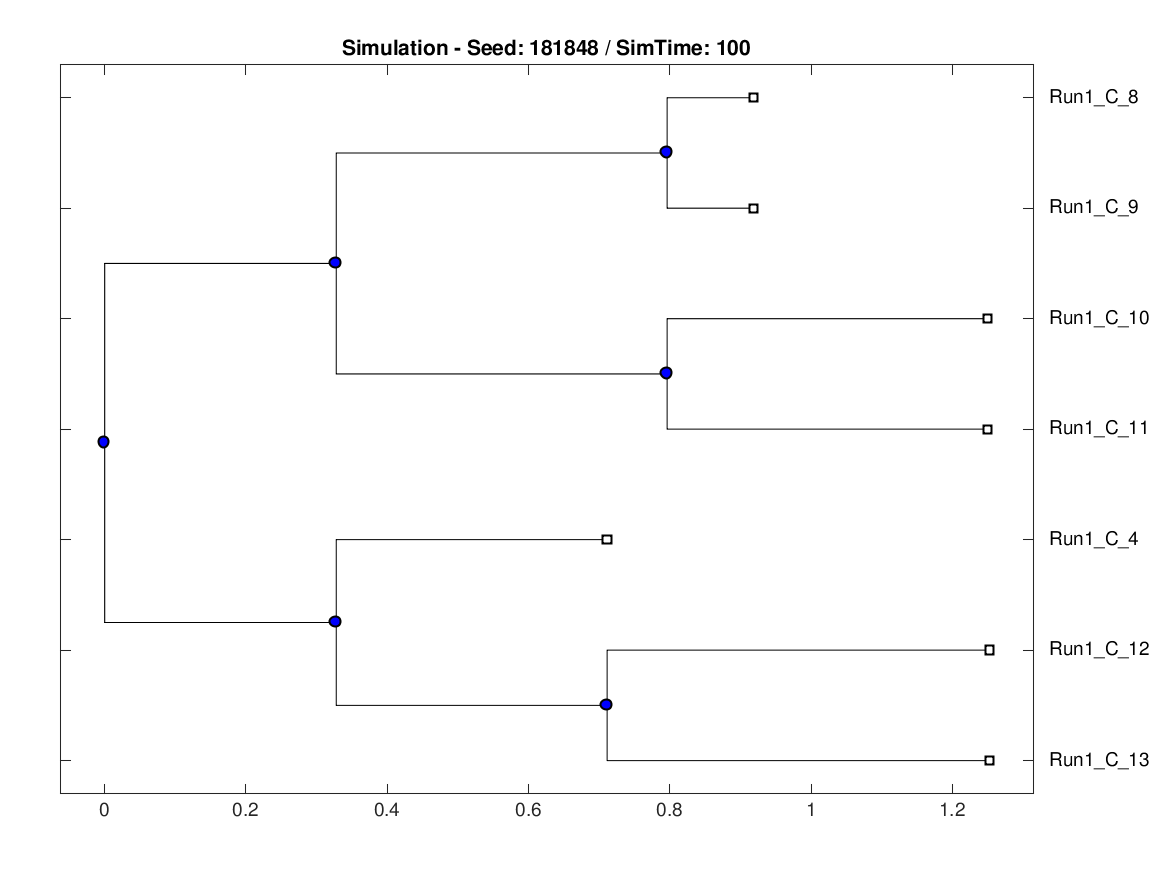 Simulation - Seed: 181848 / SimTime: 100
Run1_C_8
Run1_C_9
Run1_C_10
Run1_C_11
Run1_C_4
Run1_C_12
Run1_C_13
0 0.2 0.4 0.6 0.8 1 1.2